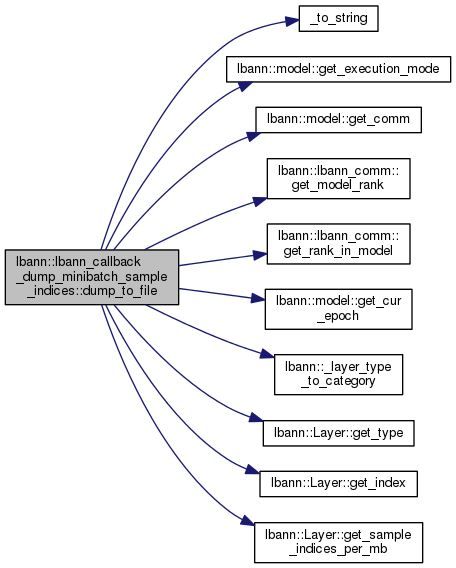 _to_string
lbann::model::get_execution_mode
lbann::model::get_comm
lbann::lbann_comm::
get_model_rank
lbann::lbann_callback
_dump_minibatch_sample
_indices::dump_to_file
lbann::lbann_comm::
get_rank_in_model
lbann::model::get_cur
_epoch
lbann::_layer_type
_to_category
lbann::Layer::get_type
lbann::Layer::get_index
lbann::Layer::get_sample
_indices_per_mb